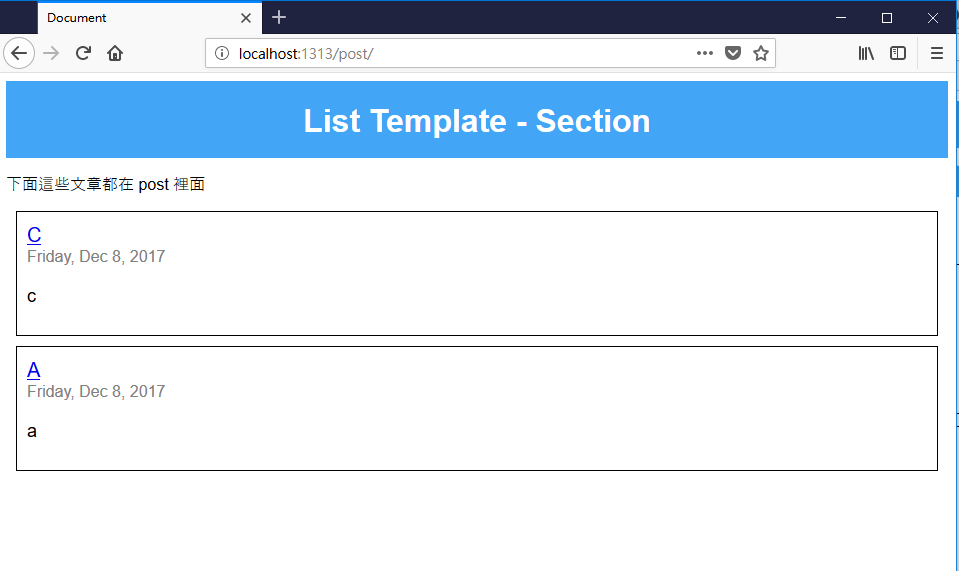 Document
localhost:1313/post/
List Template - Section
下面這些文章都在 post 裡面
C
Friday, Dec 8, 2017
c
A
Friday, Dec 8, 2017
a